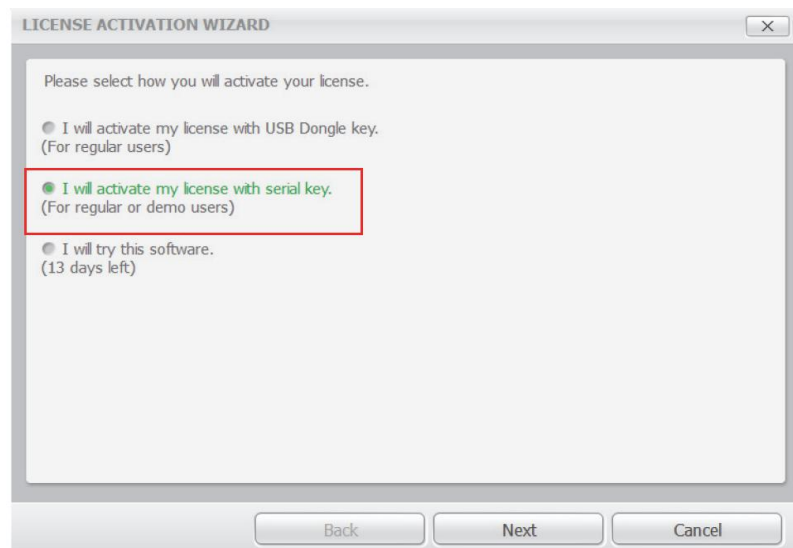 LICENSE ACTIVATION WIZARD
Please select how you will activate your license.
I will activate my license with USB Dongle key.
(For regular users)
I will activate my license with serial key.
(For regular or demo users)
I will try this software.
(13 days left)
Back Next Cancel